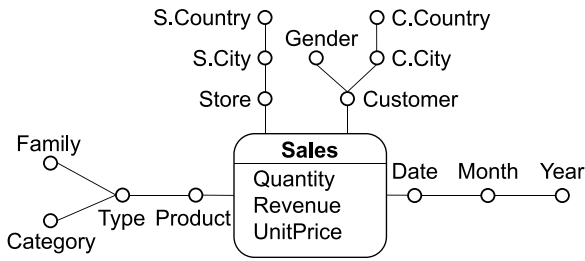 S.Country
C.Country
Gender
S.City
C.City
Store
Customer
Family
Sales
Quantity
Revenue
UnitPrice
Date
Month
Year
Type
Product
Category